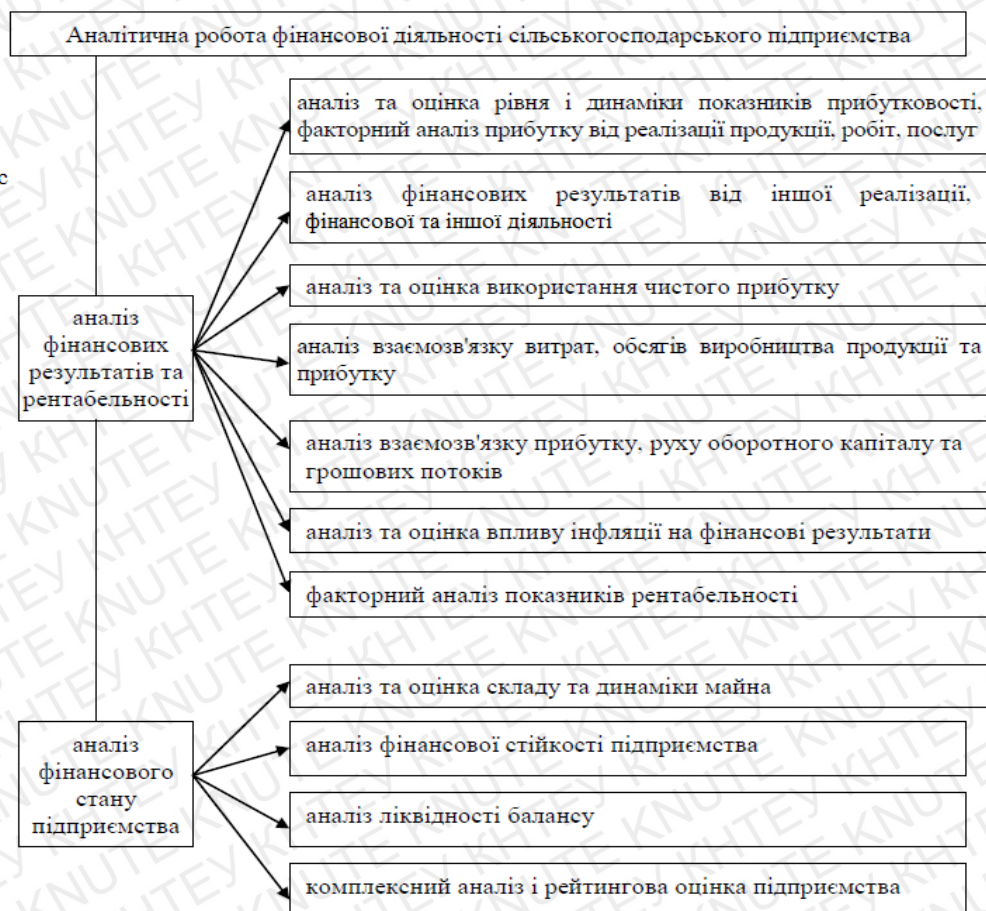 Аналітична робота фінансової діяльності сільськогосподарського підприємства
аналіз та оцінка рівня і динаміки показників прибутковості,
факторний аналіз прибутку від реалізації продукції, робіт, послуг
с
аналіз фінансових результатів від іншої реалізації,
фінансової та іншої діяльності
аналіз та оцінка використання чистого прибутку
аналіз
фінансових
результатів та
рентабельності
аналіз взаємозв'язку витрат, обсягів виробництва продукції та
прибутку
аналіз взаємозв'язку прибутку, руху оборотного капіталу та
грошових потоків
аналіз та оцінка впливу інфляції на фінансові результати
факторний аналіз показників рентабельності
аналіз та оцінка складу та динаміки майна
аналіз
фінансового
стану
підприємства
аналіз фінансової стійкості підприємства
аналіз ліквідності балансу
комплексний аналіз і рейтингова оцінка підприємства